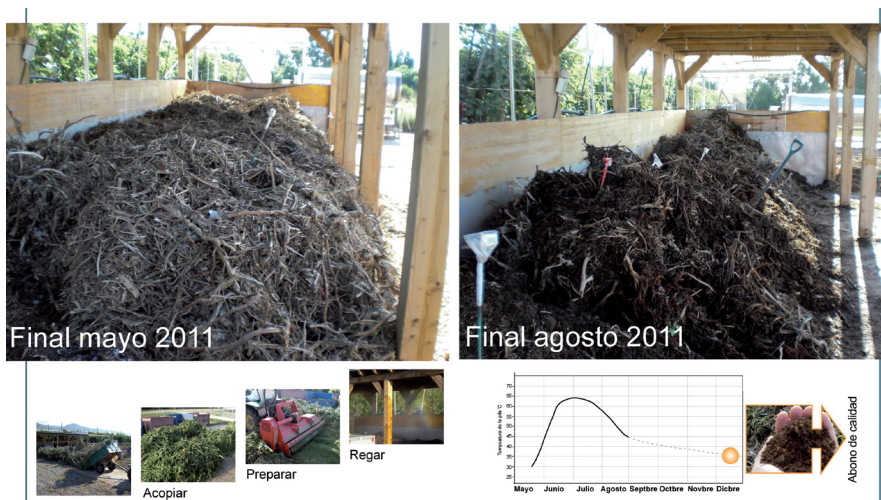 Final mayo 2011
Final agosto 2011
Acopiar
Preparar
Regar
Temperatura de la pila °C
75
65
60
55
50
45
40
35
30
25
Mayo Junio Julio Agosto Septbre Octbre Novbre Dicbre
Abono de calidad